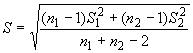 S = √(((n₁ − 1)S₁² + (n₂ − 1)S₂²) / (n₁ + n₂ − 2))